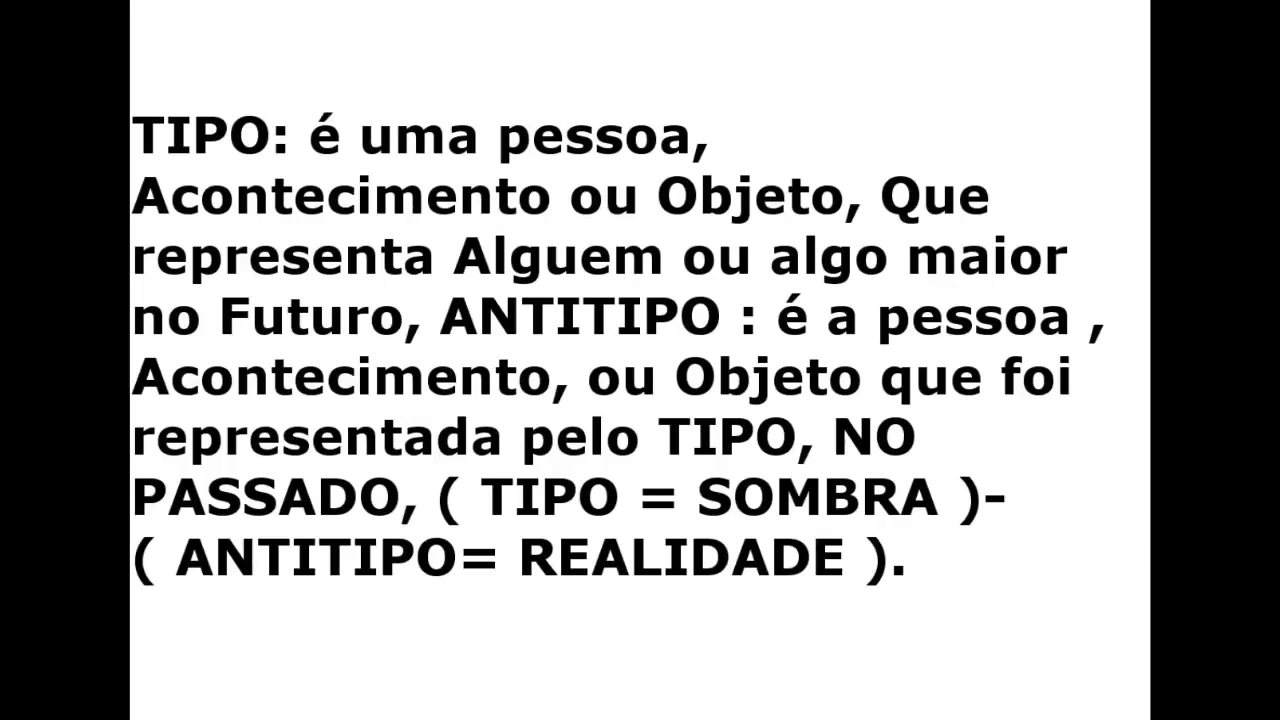 TIPO: é uma pessoa,
Acontecimento ou Objeto, Que
representa Alguem ou algo maior
no Futuro, ANTITIPO : é a pessoa ,
Acontecimento, ou Objeto que foi
representada pelo TIPO, NO
PASSADO, ( TIPO = SOMBRA )-
( ANTITIPO= REALIDADE ).